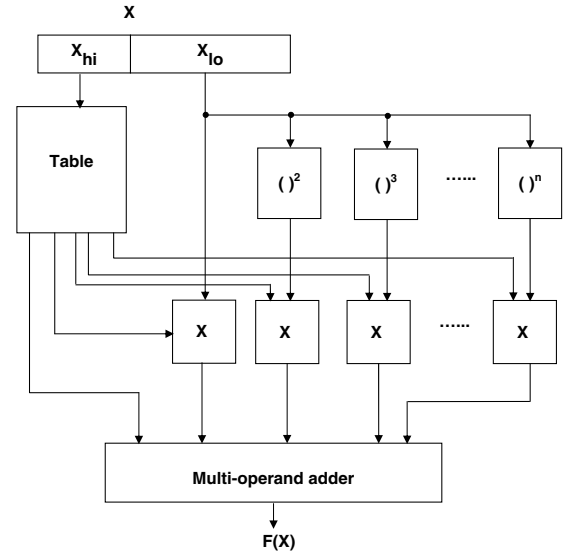 X
X_hi X_lo
Table
( )² ( )³ ...... ( )ⁿ
X X X ...... X
Multi-operand adder
F(X)